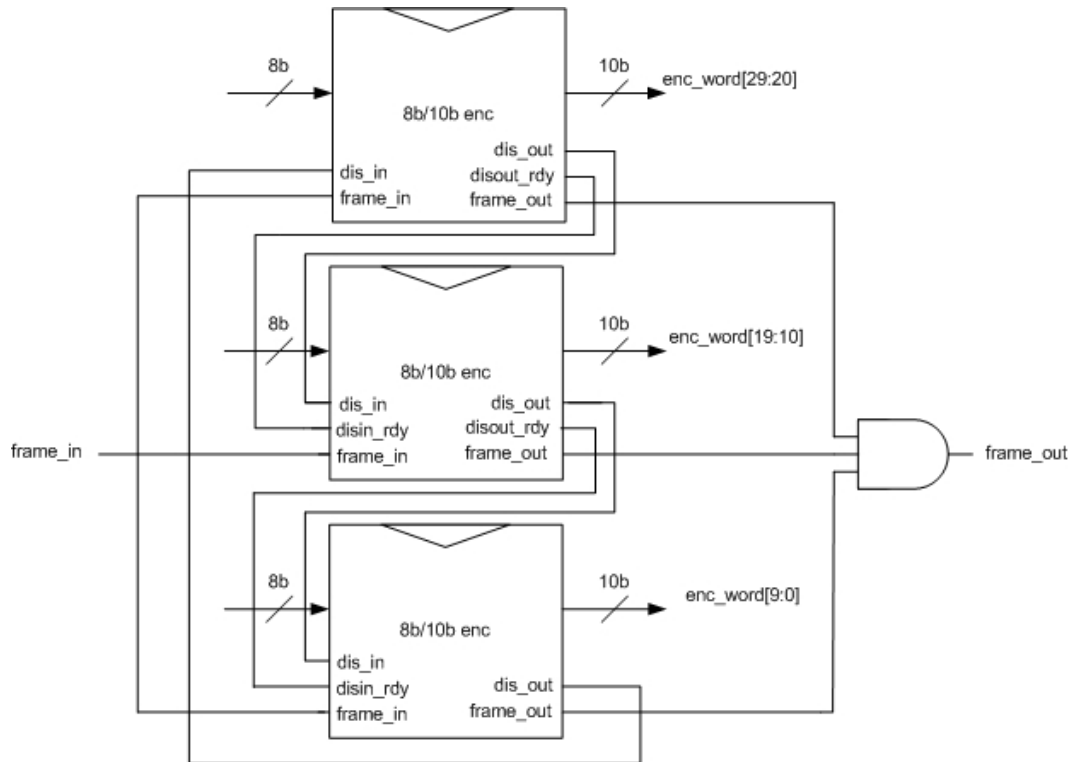 8b
10b
enc_word[29:20]
8b/10b enc
dis_out
dis_in
disout_rdy
frame_in
frame_out
8b
10b
enc_word[19:10]
8b/10b enc
dis_in
dis_out
disin_rdy
disout_rdy
frame_in
frame_in
frame_out
frame_out
8b
10b
enc_word[9:0]
8b/10b enc
dis_in
disin_rdy
dis_out
frame_in
frame_out